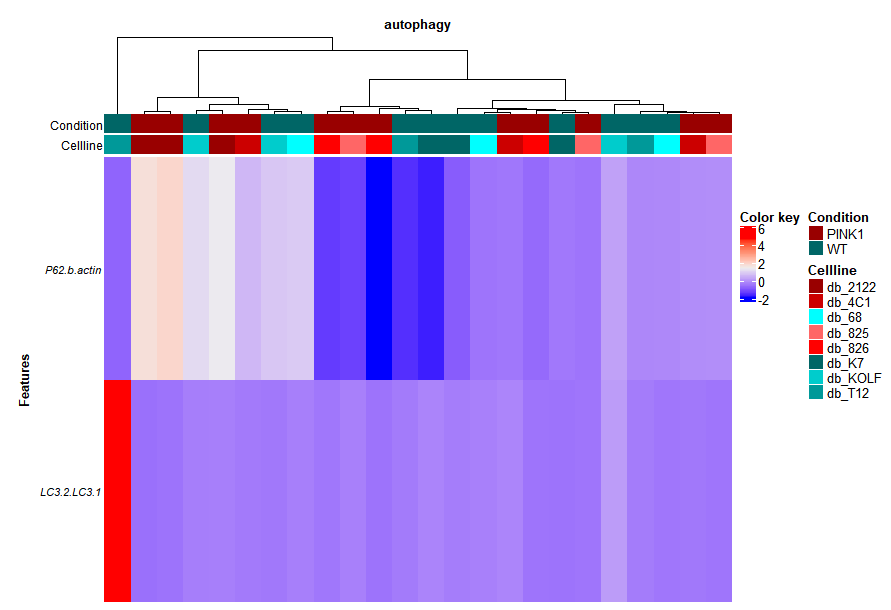 autophagy
Condition
Cellline
P62.b.actin
LC3.2.LC3.1
Features
Color key
6
4
2
0
-2
Condition
PINK1
WT
Cellline
db_2122
db_4C1
db_68
db_825
db_826
db_K7
db_KOLF
db_T12